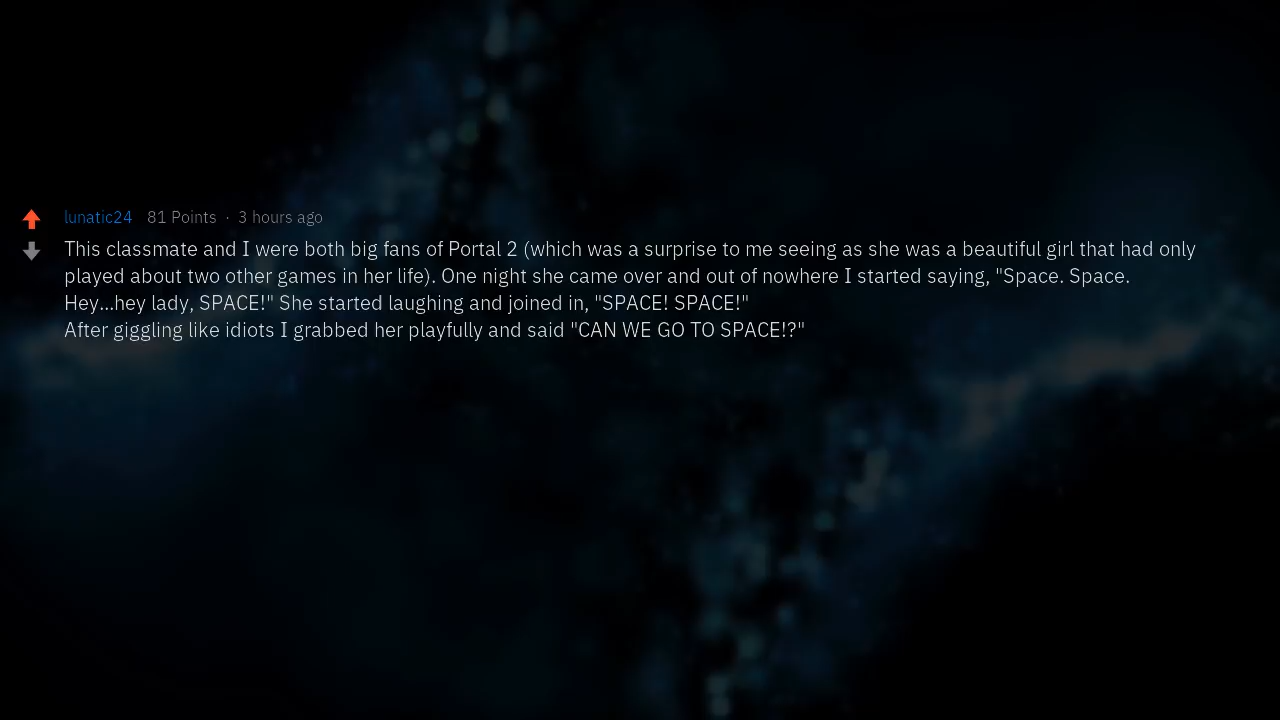 lunatic24 81 Points · 3 hours ago
This classmate and I were both big fans of Portal 2 (which was a surprise to me seeing as she was a beautiful girl that had only
played about two other games in her life). One night she came over and out of nowhere I started saying, "Space. Space.
Hey...hey lady, SPACE!" She started laughing and joined in, "SPACE! SPACE!"
After giggling like idiots I grabbed her playfully and said "CAN WE GO TO SPACE!?"